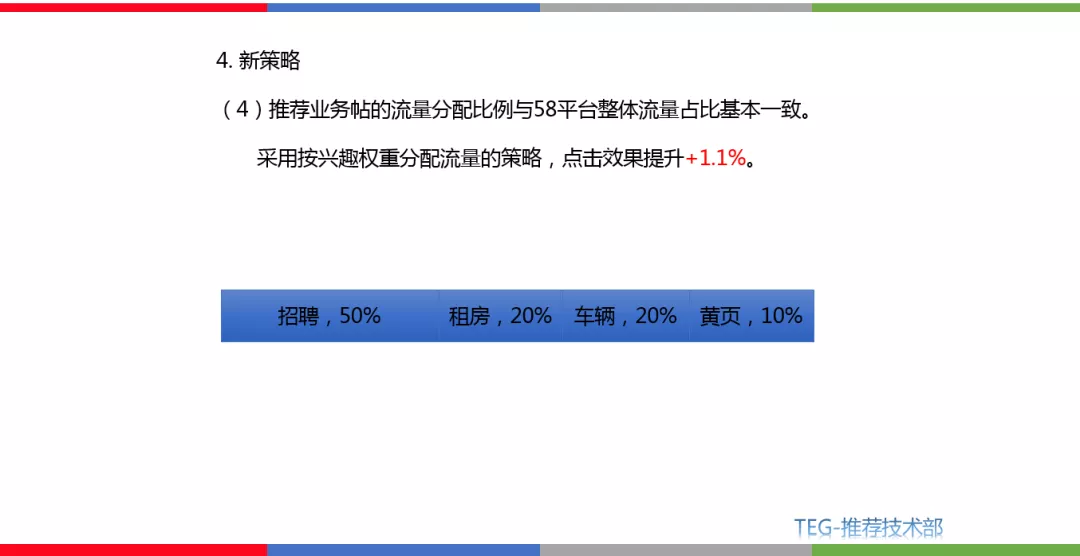 4. 新策略
（4）推荐业务帖的流量分配比例与58平台整体流量占比基本一致。
采用按兴趣权重分配流量的策略，点击效果提升+1.1%。
招聘，50% 租房，20% 车辆，20% 黄页，10%
TEG-推荐技术部